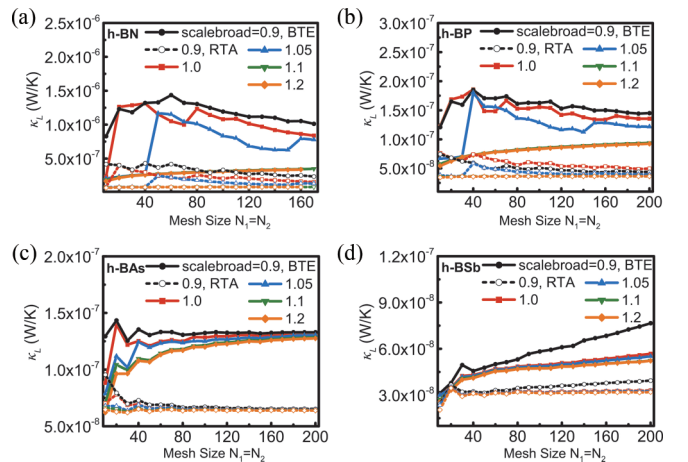 (a)
h-BN
scalebroad=0.9, BTE
0.9, RTA
1.05
1.0
1.1
1.2
κL (W/K)
2.5x10-6
2.0x10-6
1.5x10-6
1.0x10-6
5.0x10-7
40 80 120 160
Mesh Size N1=N2
(b)
h-BP
scalebroad=0.9, BTE
0.9, RTA
1.05
1.0
1.1
1.2
κL (W/K)
3.0x10-7
2.5x10-7
2.0x10-7
1.5x10-7
1.0x10-7
5.0x10-8
40 80 120 160 200
Mesh Size N1=N2
(c)
h-BAs
scalebroad=0.9, BTE
0.9, RTA
1.05
1.0
1.1
1.2
κL (W/K)
2.0x10-7
1.5x10-7
1.0x10-7
5.0x10-8
40 80 120 160 200
Mesh Size N1=N2
(d)
h-BSb
scalebroad=0.9, BTE
0.9, RTA
1.05
1.0
1.1
1.2
κL (W/K)
1.2x10-7
9.0x10-8
6.0x10-8
3.0x10-8
40 80 120 160 200
Mesh Size N1=N2